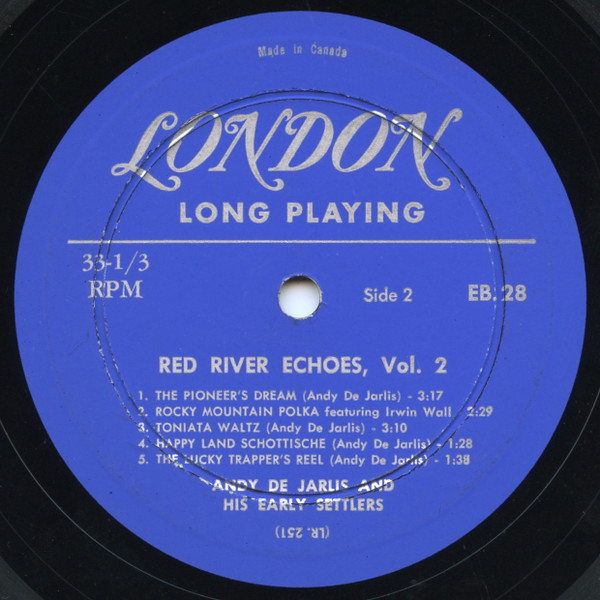 Made in Canada
LONDON
LONG PLAYING
33-1/3
RPM
Side 2
EB. 28
RED RIVER ECHOES, Vol. 2
1. THE PIONEER'S DREAM (Andy De Jarlis) - 3:17
2. ROCKY MOUNTAIN POLKA featuring Irwin Wall - 2:29
3. TONIATA WALTZ (Andy De Jarlis) - 3:10
4. HAPPY LAND SCHOTTISCHE (Andy De Jarlis) - 1:28
5. THE LUCKY TRAPPER'S REEL (Andy De Jarlis) - 1:38
ANDY DE JARLIS AND
HIS EARLY SETTLERS
(LR. 251)